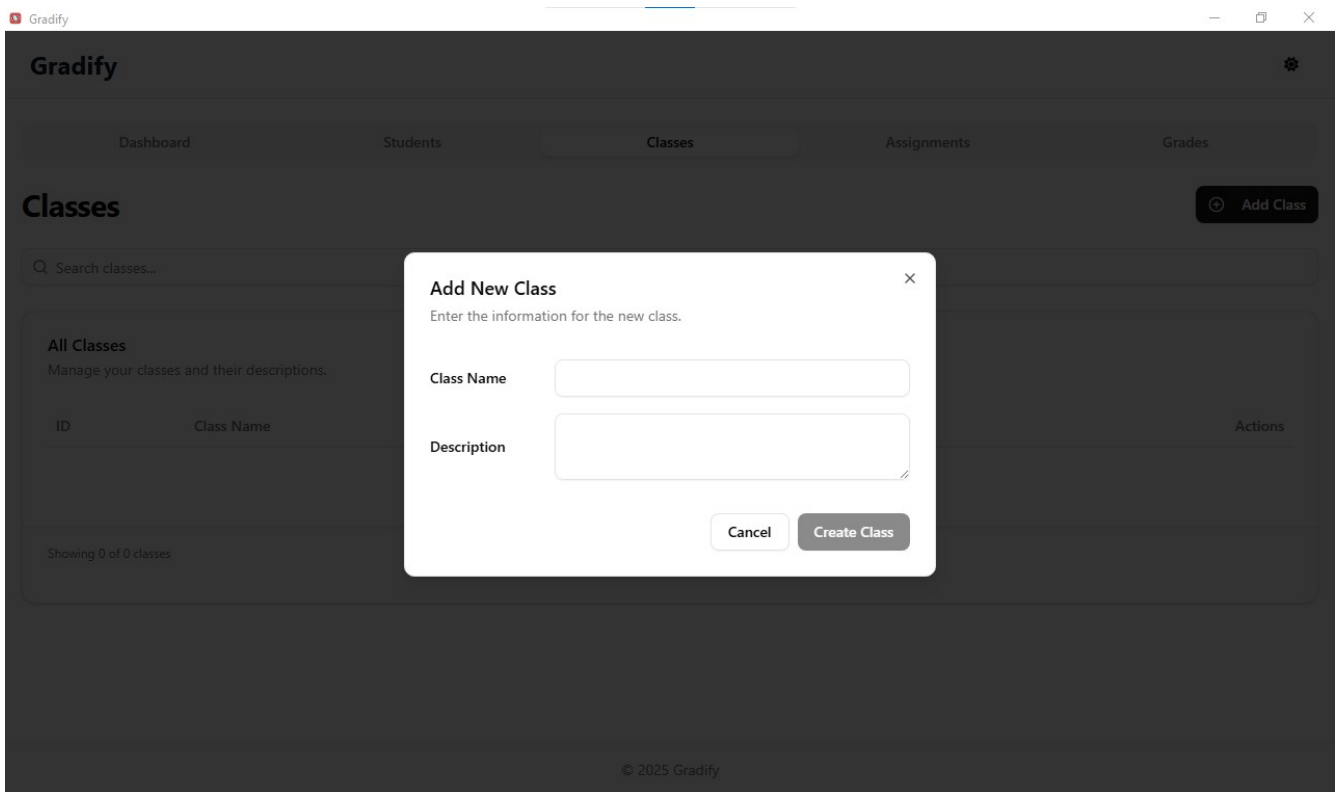 Gradify
Gradify
Dashboard Students Classes Assignments Grades
Classes
Add Class
Search classes...
All Classes
Manage your classes and their descriptions.
ID Class Name Actions
Showing 0 of 0 classes
Add New Class
Enter the information for the new class.
Class Name
Description
Cancel Create Class
© 2025 Gradify